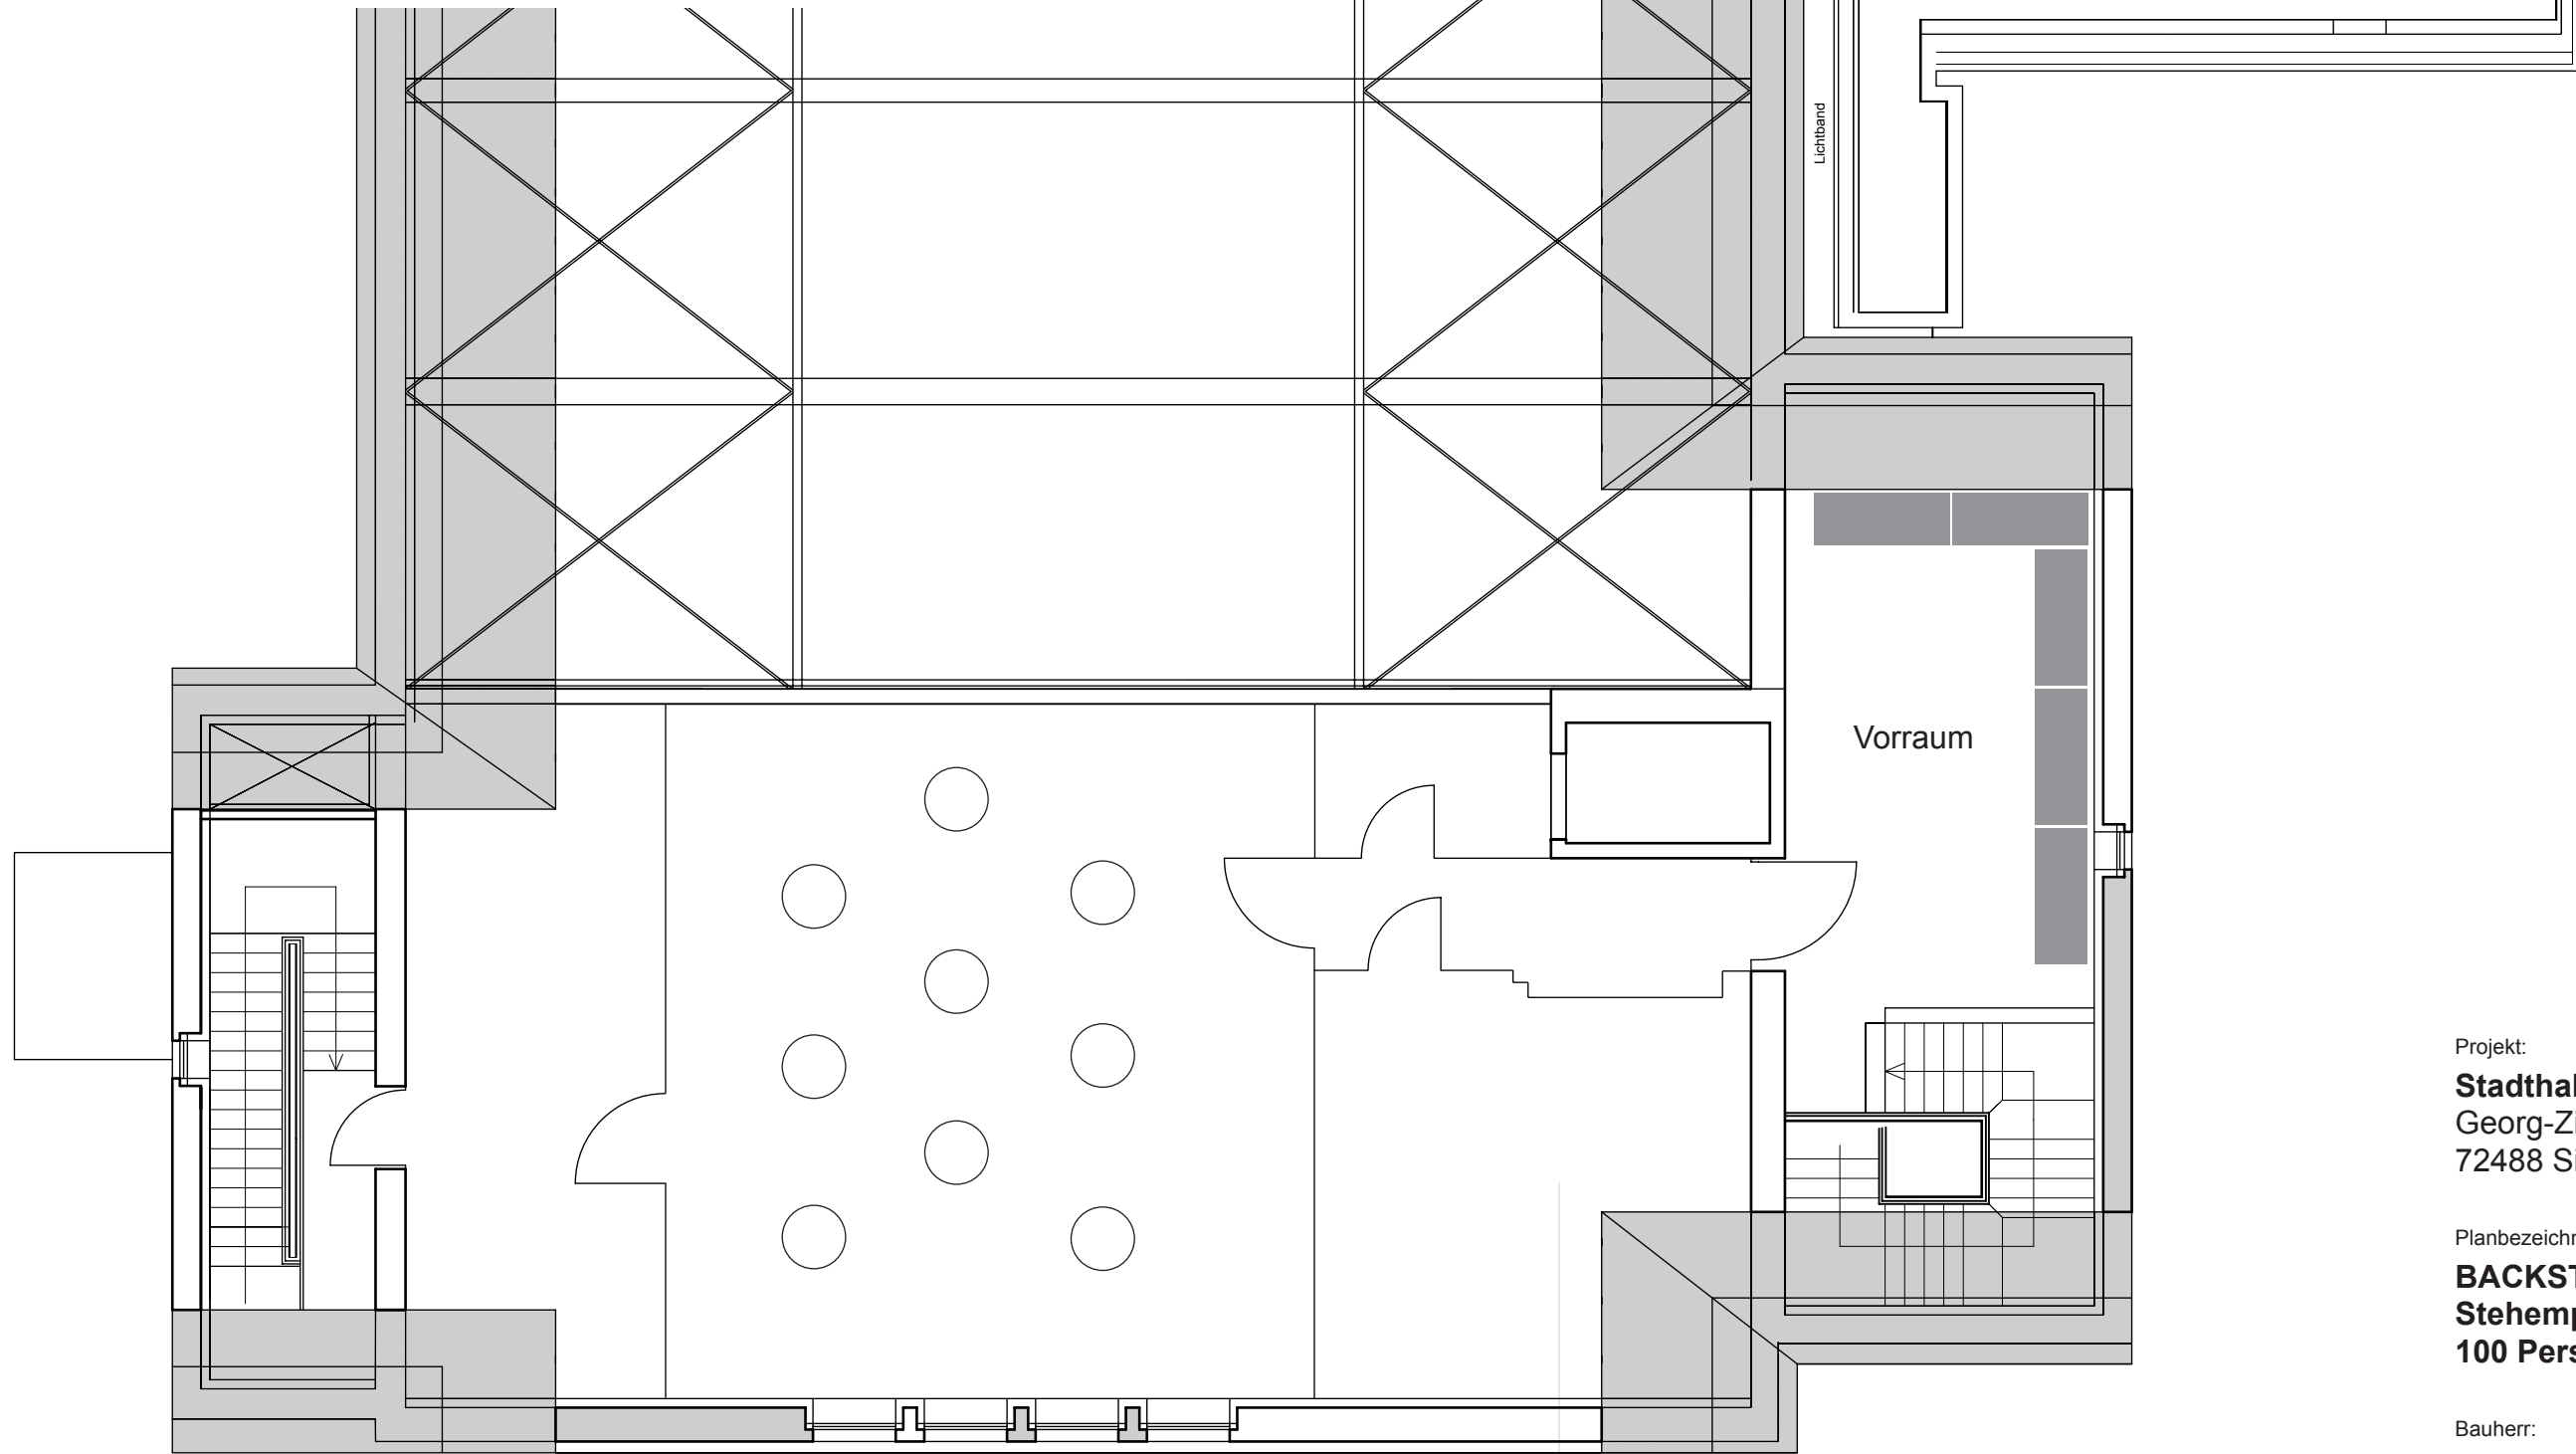 Lichtband
Vorraum
Projekt:
Stadthal
Georg-Z
72488 S
Planbezeichn
BACKST
Stehemp
100 Pers
Bauherr: